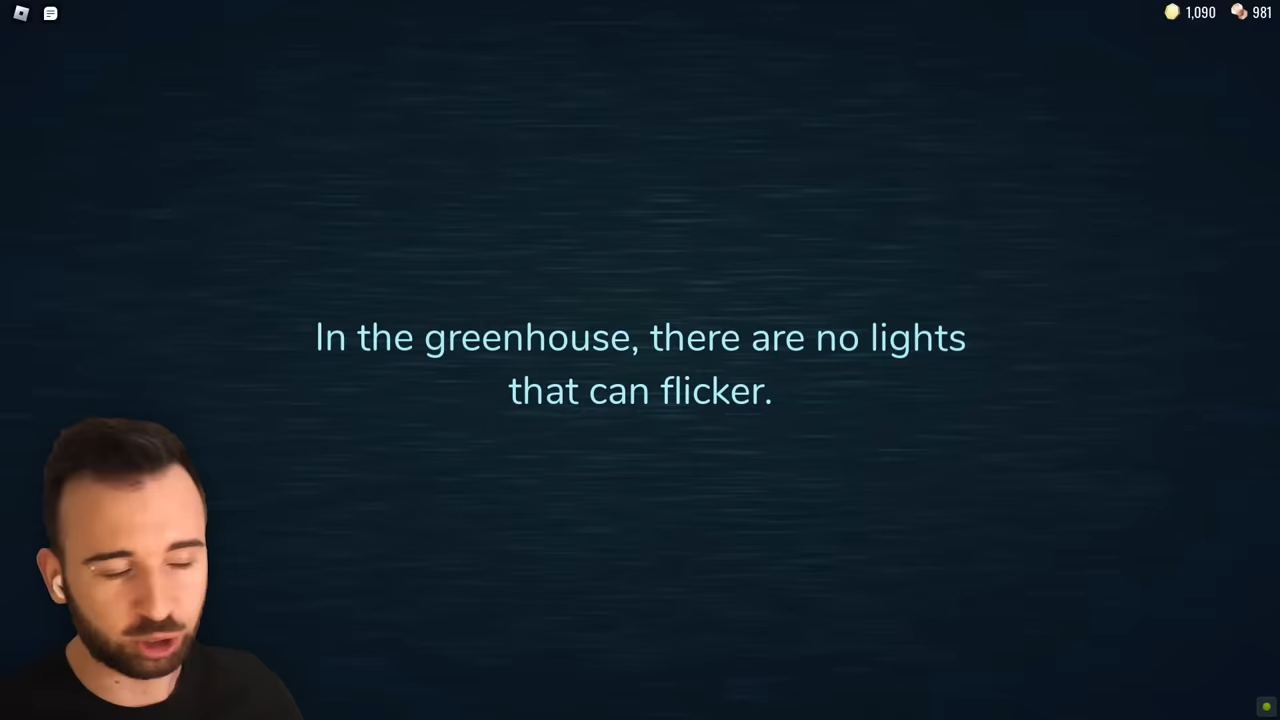 1,090 981
In the greenhouse, there are no lights
that can flicker.